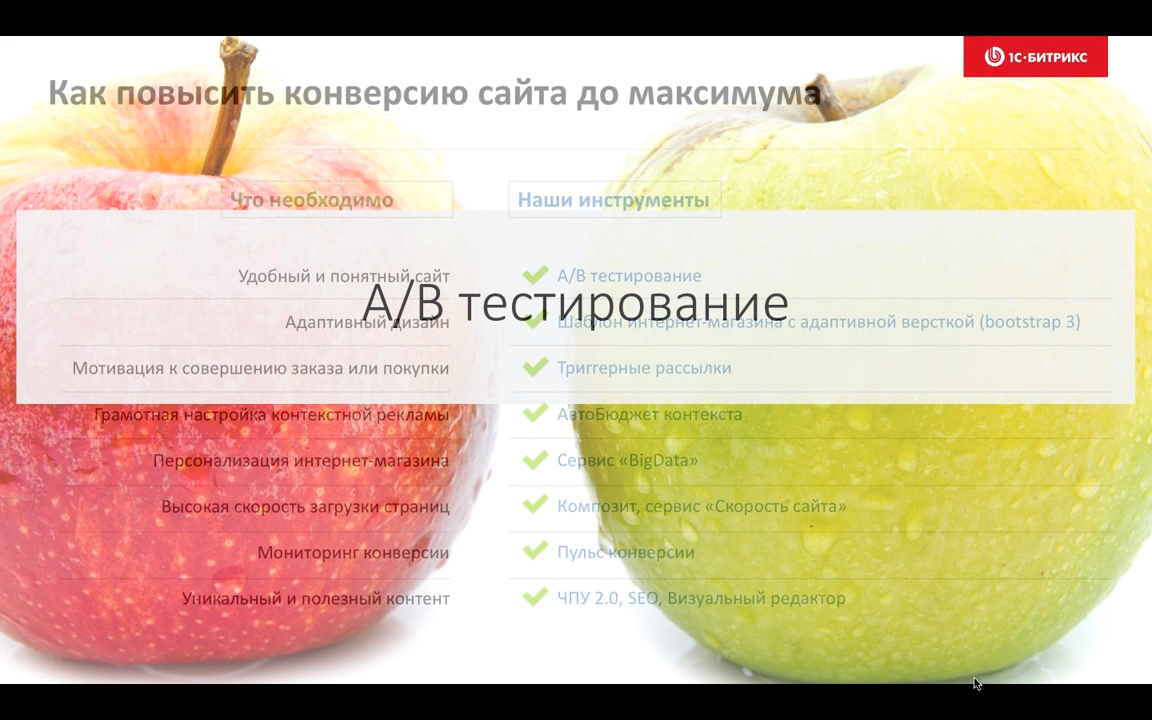 1С·БИТРИКС
Как повысить конверсию сайта до максимума
Что необходимо Наши инструменты
Удобный и понятный сайт А/В тестирование
А/В тестирование
Адаптивный дизайн Шаблон интернет-магазина с адаптивной версткой (bootstrap 3)
Мотивация к совершению заказа или покупки Триггерные рассылки
Грамотная настройка контекстной рекламы АвтоБюджет контекста
Персонализация интернет-магазина Сервис «BigData»
Высокая скорость загрузки страниц Композит, сервис «Скорость сайта»
Мониторинг конверсии Пульс конверсии
Уникальный и полезный контент ЧПУ 2.0, SEO, Визуальный редактор